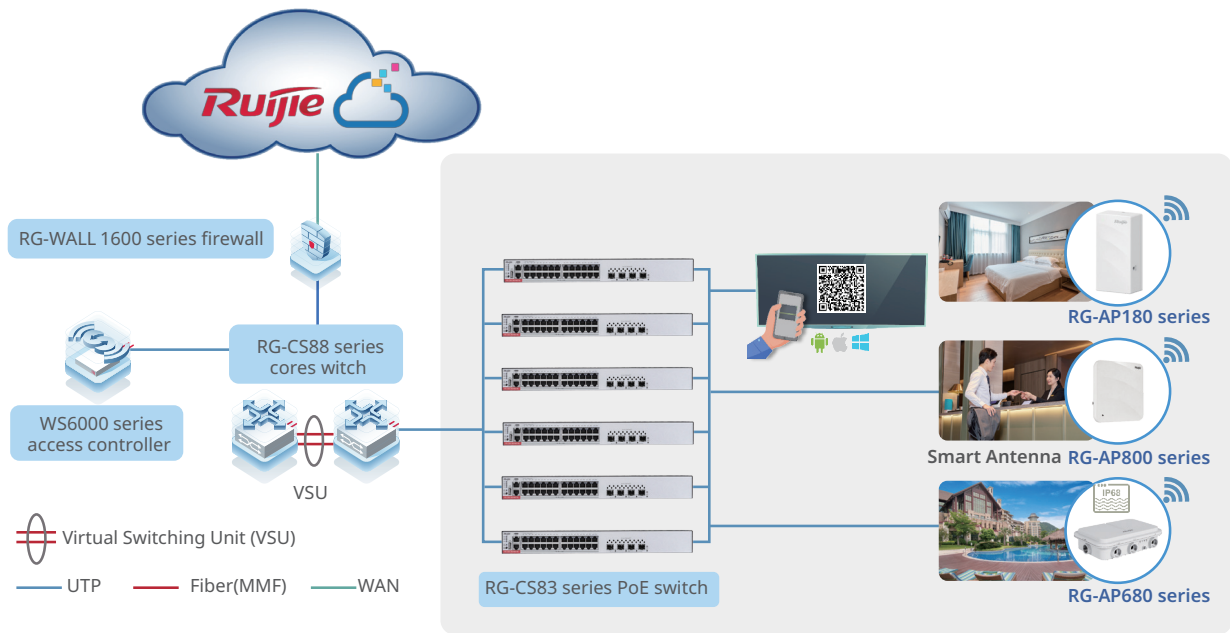 Ruijie
RG-WALL 1600 series firewall
RG-CS88 series
cores witch
WS6000 series
access controller
VSU
Virtual Switching Unit (VSU)
UTP
Fiber(MMF)
WAN
RG-CS83 series PoE switch
RG-AP180 series
Smart Antenna
RG-AP800 series
IP68
RG-AP680 series